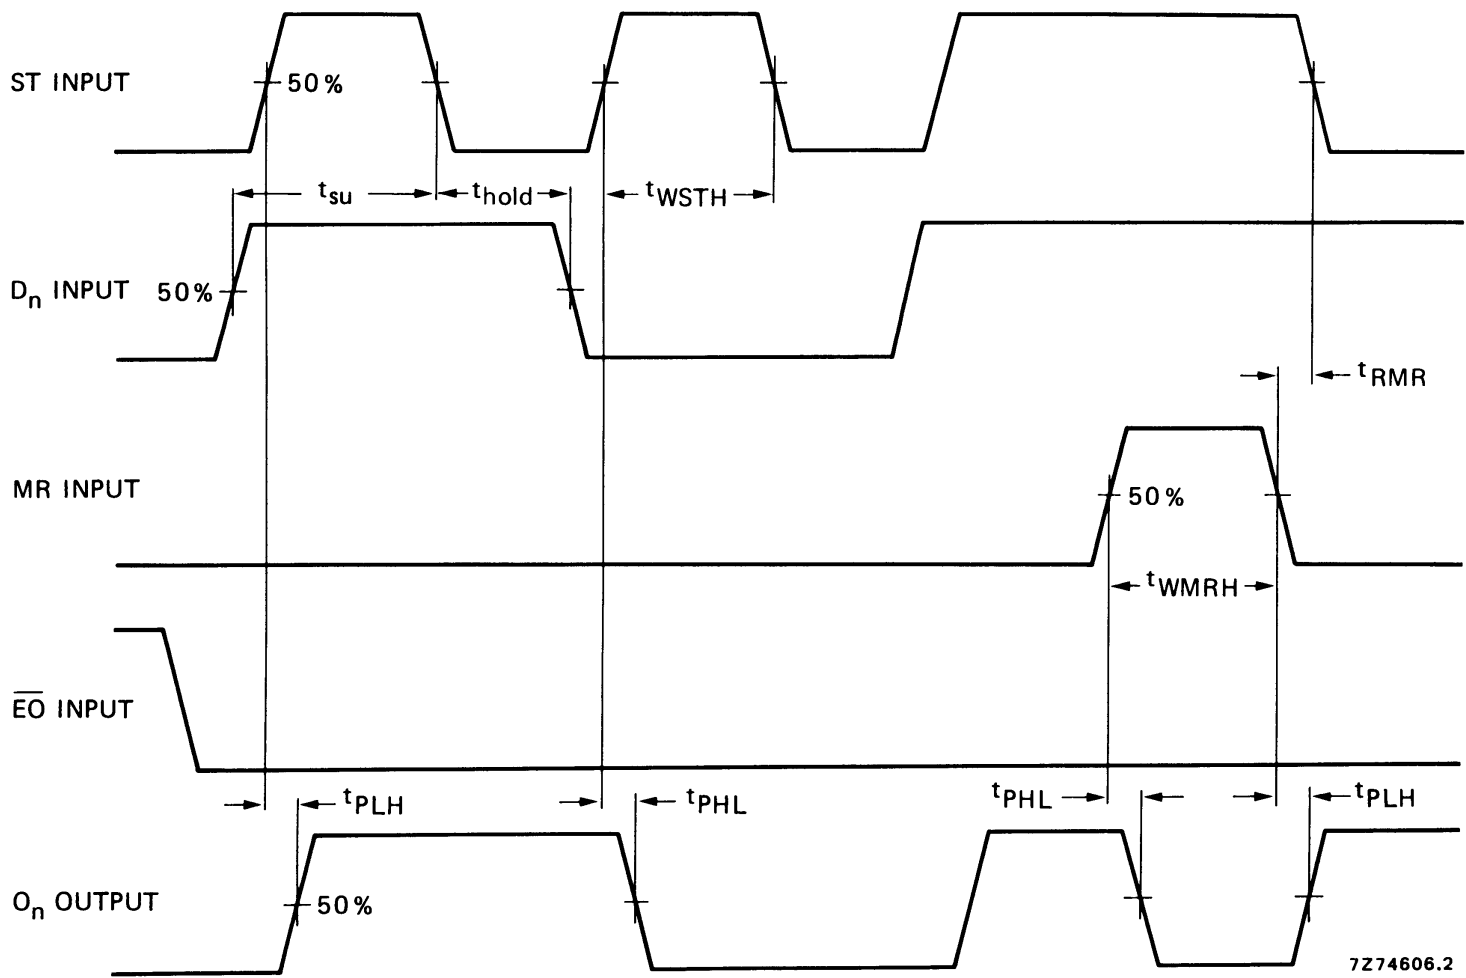 ST INPUT
50%
tsu
thold
tWSTH
Dn INPUT
50%
tRMR
MR INPUT
50%
tWMRH
E̅O̅ INPUT
tPLH
tPHL
tPHL
tPLH
On OUTPUT
50%
7Z74606.2